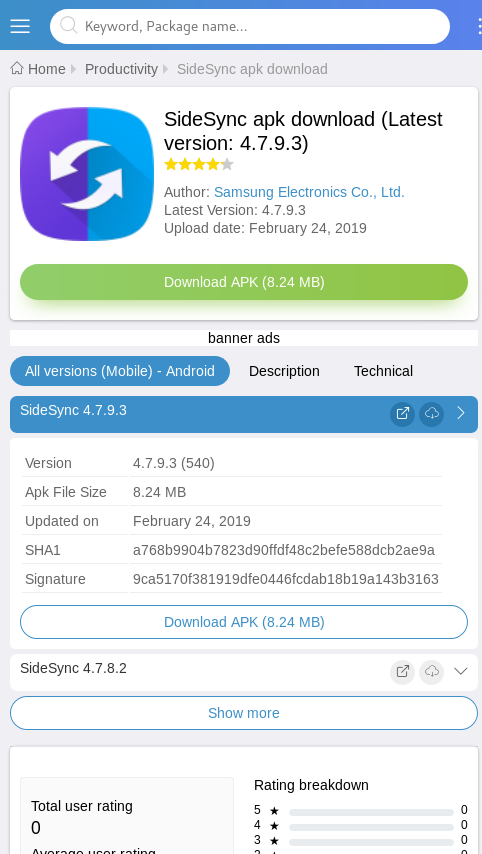 Keyword, Package name...
Home Productivity SideSync apk download
SideSync apk download (Latest
version: 4.7.9.3)
Author: Samsung Electronics Co., Ltd.
Latest Version: 4.7.9.3
Upload date: February 24, 2019
Download APK (8.24 MB)
banner ads
All versions (Mobile) - Android Description Technical
SideSync 4.7.9.3
Version 4.7.9.3 (540)
Apk File Size 8.24 MB
Updated on February 24, 2019
SHA1 a768b9904b7823d90ffdf48c2befe588dcb2ae9a
Signature 9ca5170f381919dfe0446fcdab18b19a143b3163
Download APK (8.24 MB)
SideSync 4.7.8.2
Show more
Rating breakdown
Total user rating
0
5 ★ 0
4 ★ 0
3 ★ 0
Average user rating